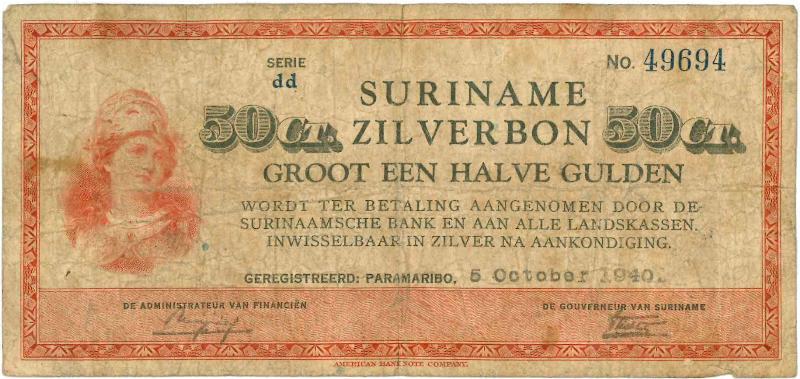 SERIE
dd
No. 49694
SURINAME
50 CT. ZILVERBON 50 CT.
GROOT EEN HALVE GULDEN
WORDT TER BETALING AANGENOMEN DOOR DE
SURINAAMSCHE BANK EN AAN ALLE LANDSKASSEN.
INWISSELBAAR IN ZILVER NA AANKONDIGING.
GEREGISTREERD: PARAMARIBO, 5 October 1940.
DE ADMINISTRATEUR VAN FINANCIËN
DE GOUVERNEUR VAN SURINAME
AMERICAN BANK NOTE COMPANY.